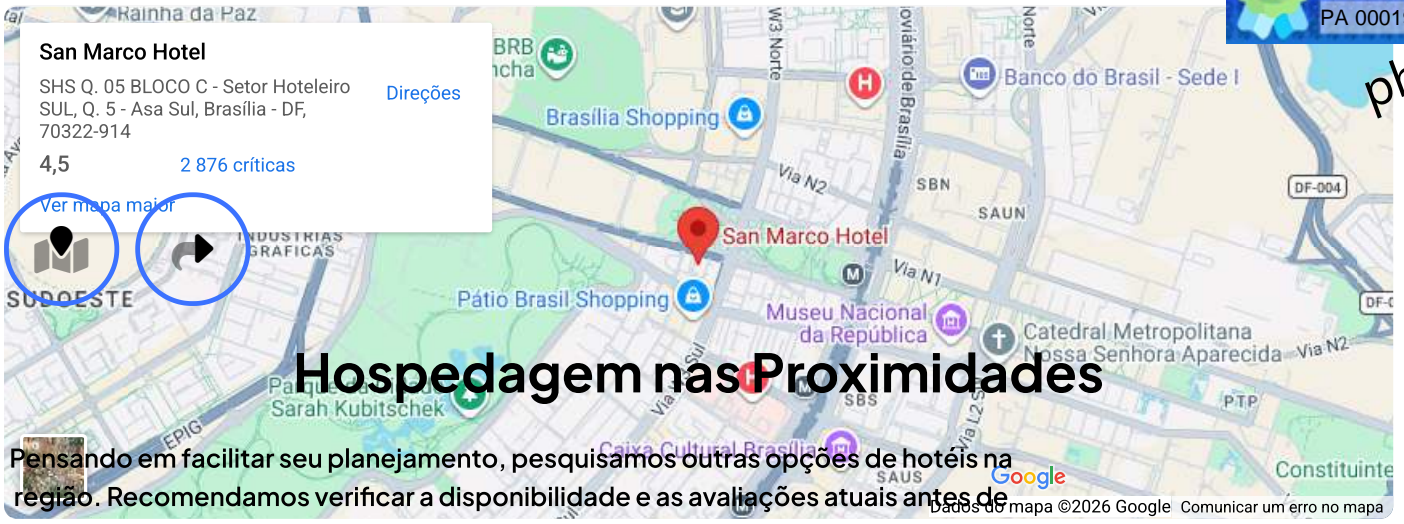 Rainha da Paz
PA 0001
San Marco Hotel
SHS Q. 05 BLOCO C - Setor Hoteleiro
SUL, Q. 5 - Asa Sul, Brasília - DF,
70322-914
Direções
4,5
2 876 críticas
Ver mapa maior
BRB
W3 Norte
oviário de Brasília
Norte
H
Banco do Brasil - Sede I
ph
Brasília Shopping
Via N2
SBN
DF-004
SAUN
INDÚSTRIAS
GRÁFICAS
San Marco Hotel
M
Via N1
SUDOESTE
Pátio Brasil Shopping
Museu Nacional
da República
Catedral Metropolitana
Nossa Senhora Aparecida
Via N2
Hospedagem nas Proximidades
H
M
Sarah Kubitschek
SBS
PTP
EPIG
Caixa Cultural Brasília
Pensando em facilitar seu planejamento, pesquisamos outras opções de hotéis na
SAUS
Google
Constituinte
região. Recomendamos verificar a disponibilidade e as avaliações atuais antes de
Dados do mapa ©2026 Google
Comunicar um erro no mapa